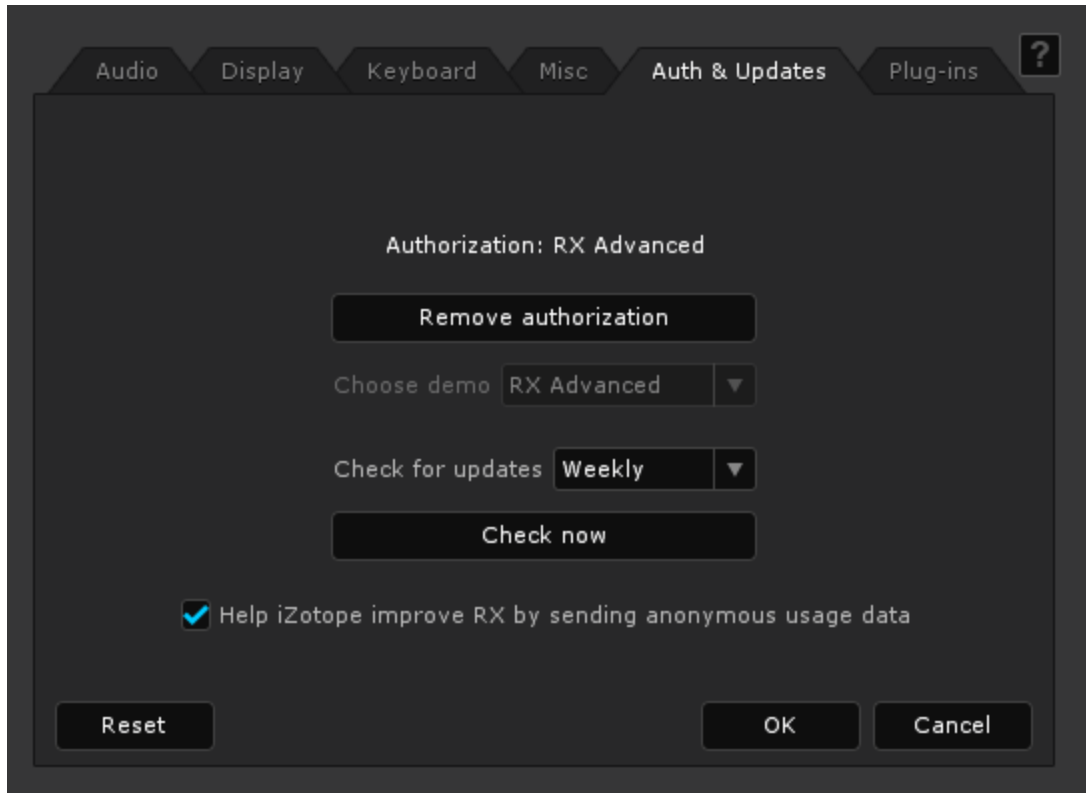 Audio Display Keyboard Misc Auth & Updates Plug-ins ?
Authorization: RX Advanced
Remove authorization
Choose demo RX Advanced
Check for updates Weekly
Check now
Help iZotope improve RX by sending anonymous usage data
Reset OK Cancel